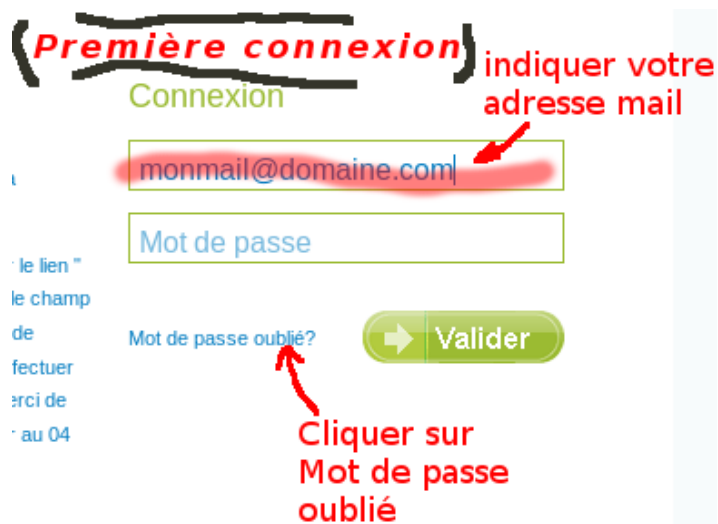 Première connexion
indiquer votre
adresse mail
Connexion
monmail@domaine.com
Mot de passe
r le lien "
le champ
de
fectuer
erci de
r au 04
Mot de passe oublié?
Valider
Cliquer sur
Mot de passe
oublié